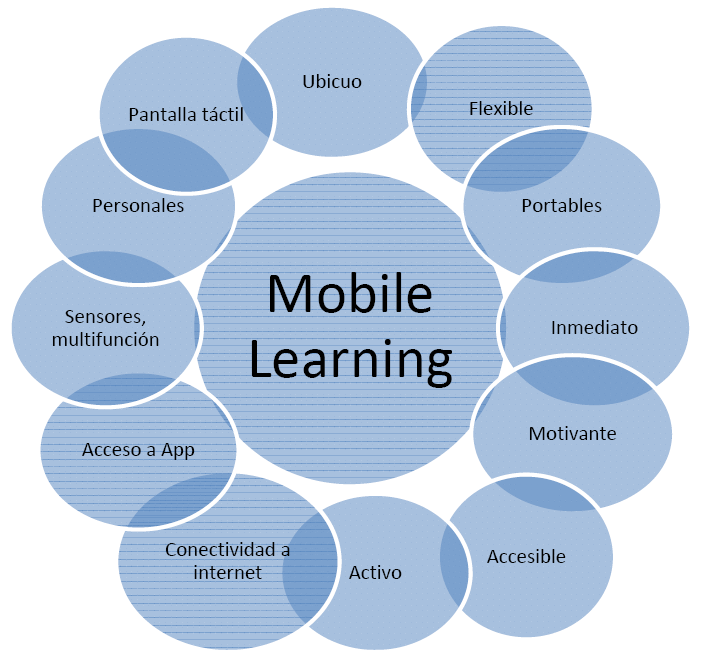 Mobile
Learning
Ubicuo
Flexible
Portables
Inmediato
Motivante
Accesible
Activo
Conectividad a
internet
Acceso a App
Sensores,
multifunción
Personales
Pantalla táctil